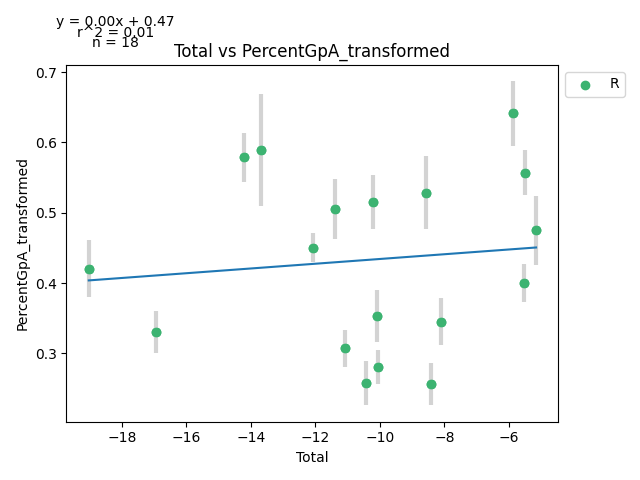 y = 0.00x + 0.47
r^2 = 0.01
n = 18
Total vs PercentGpA_transformed
R
PercentGpA_transformed
0.7
0.6
0.5
0.4
0.3
−18 −16 −14 −12 −10 −8 −6
Total